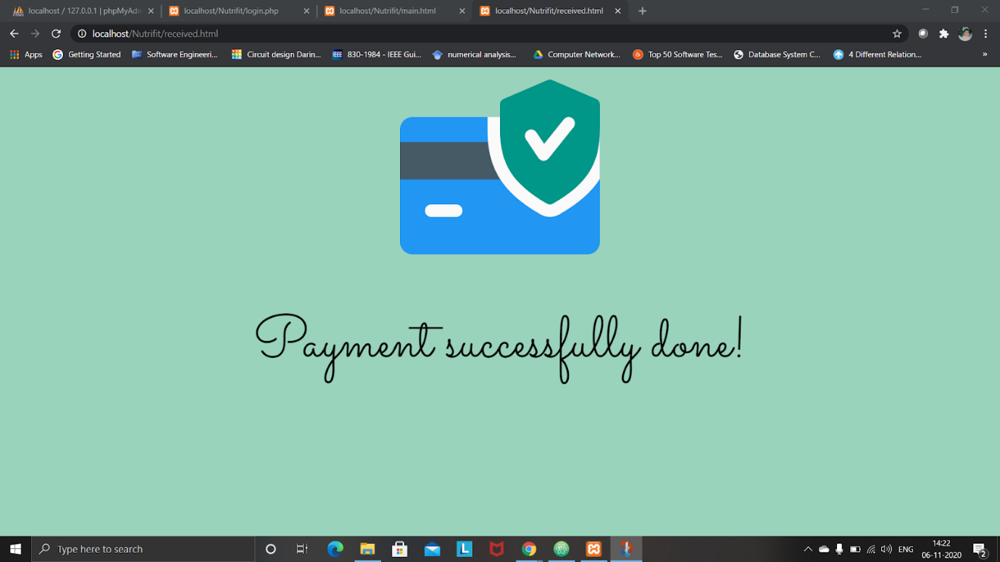 localhost / 127.0.0.1 | phpMyAdm
localhost/Nutrifit/login.php
localhost/Nutrifit/main.html
localhost/Nutrifit/received.html
localhost/Nutrifit/received.html
Apps
Getting Started
Software Engineeri...
Circuit design Darin...
IEEE
830-1984 - IEEE Gui...
numerical analysis...
Computer Network...
Top 50 Software Tes...
Database System C...
4 Different Relation...
»
Payment successfully done!
Type here to search
L
ENG
14:22
06-11-2020
2